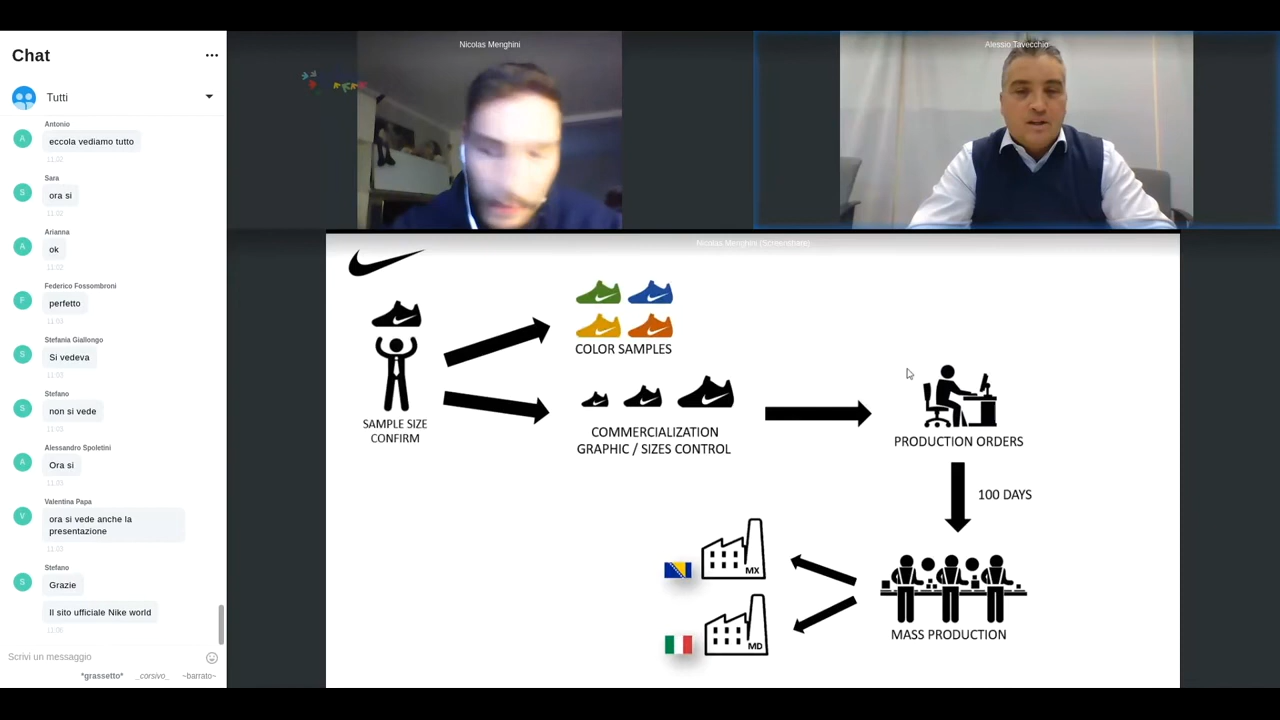 Chat
Tutti
Antonio
A
eccola vediamo tutto
11:02
Sara
S
ora si
11:02
Arianna
A
ok
11:02
Federico Fossombroni
F
perfetto
11:03
Stefania Giallongo
S
Si vedeva
11:03
Stefano
S
non si vede
11:03
Alessandro Spoletini
A
Ora si
11:03
Valentina Papa
V
ora si vede anche la
presentazione
11:03
Stefano
S
Grazie
Il sito ufficiale Nike world
11:06
Scrivi un messaggio
*grassetto* _corsivo_ ~barrato~
Nicolas Menghini
Alessio Tavecchio
Nicolas Menghini (Screenshare)
SAMPLE SIZE
CONFIRM
COLOR SAMPLES
COMMERCIALIZATION
GRAPHIC / SIZES CONTROL
PRODUCTION ORDERS
100 DAYS
MASS PRODUCTION
MX
MD